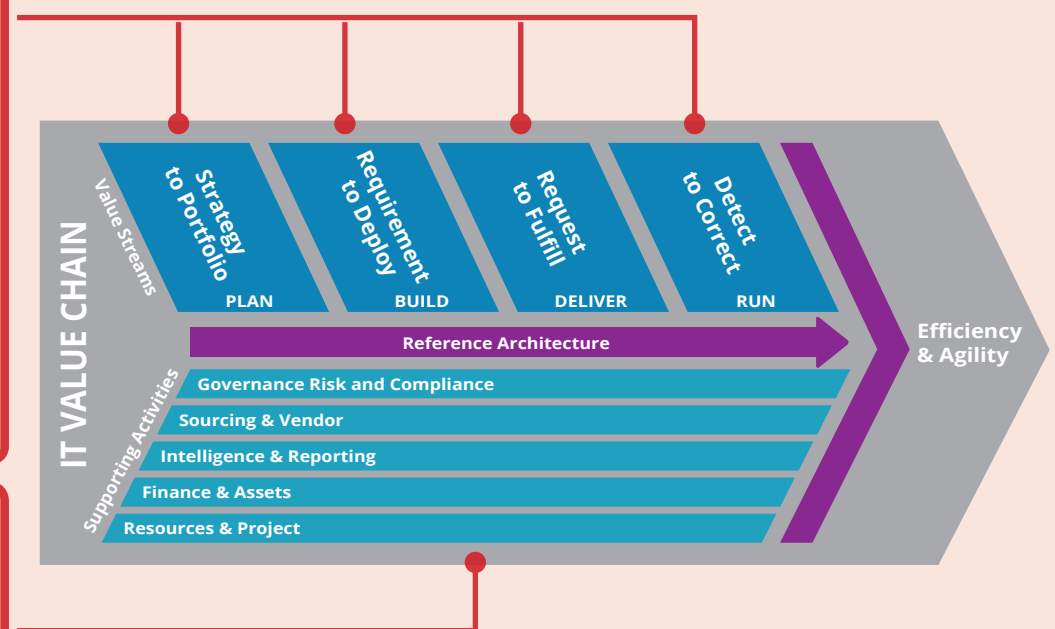 IT VALUE CHAIN
Value Streams
Strategy
to Portfolio
PLAN
Requirement
to Deploy
BUILD
Request
to Fulfill
DELIVER
Detect
to Correct
RUN
Reference Architecture
Efficiency
& Agility
Supporting Activities
Governance Risk and Compliance
Sourcing & Vendor
Intelligence & Reporting
Finance & Assets
Resources & Project